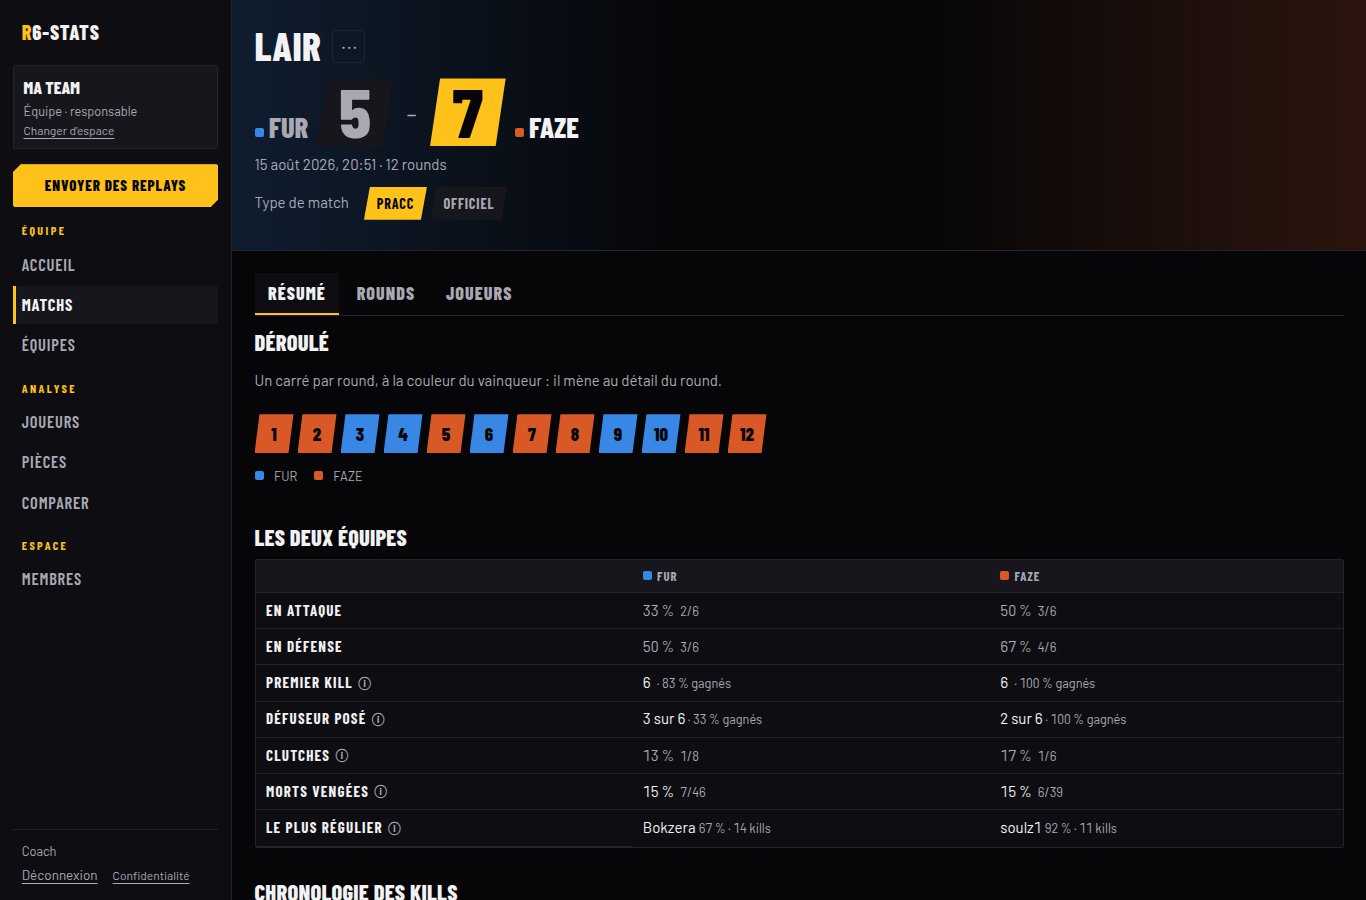 R6-STATS
MA TEAM
Équipe · responsable
Changer d'espace
ENVOYER DES REPLAYS
ÉQUIPE
ACCUEIL
MATCHS
ÉQUIPES
ANALYSE
JOUEURS
PIÈCES
COMPARER
ESPACE
MEMBRES
Coach
Déconnexion Confidentialité
LAIR ...
FUR 5 – 7 FAZE
15 août 2026, 20:51 · 12 rounds
Type de match PRACC OFFICIEL
RÉSUMÉ ROUNDS JOUEURS
DÉROULÉ
Un carré par round, à la couleur du vainqueur : il mène au détail du round.
1 2 3 4 5 6 7 8 9 10 11 12
FUR FAZE
LES DEUX ÉQUIPES
FUR FAZE
EN ATTAQUE 33 % 2/6 50 % 3/6
EN DÉFENSE 50 % 3/6 67 % 4/6
PREMIER KILL ⓘ 6 · 83 % gagnés 6 · 100 % gagnés
DÉFUSEUR POSÉ ⓘ 3 sur 6 · 33 % gagnés 2 sur 6 · 100 % gagnés
CLUTCHES ⓘ 13 % 1/8 17 % 1/6
MORTS VENGÉES ⓘ 15 % 7/46 15 % 6/39
LE PLUS RÉGULIER ⓘ Bokzera 67 % · 14 kills soulz1 92 % · 11 kills
CHRONOLOGIE DES KILLS